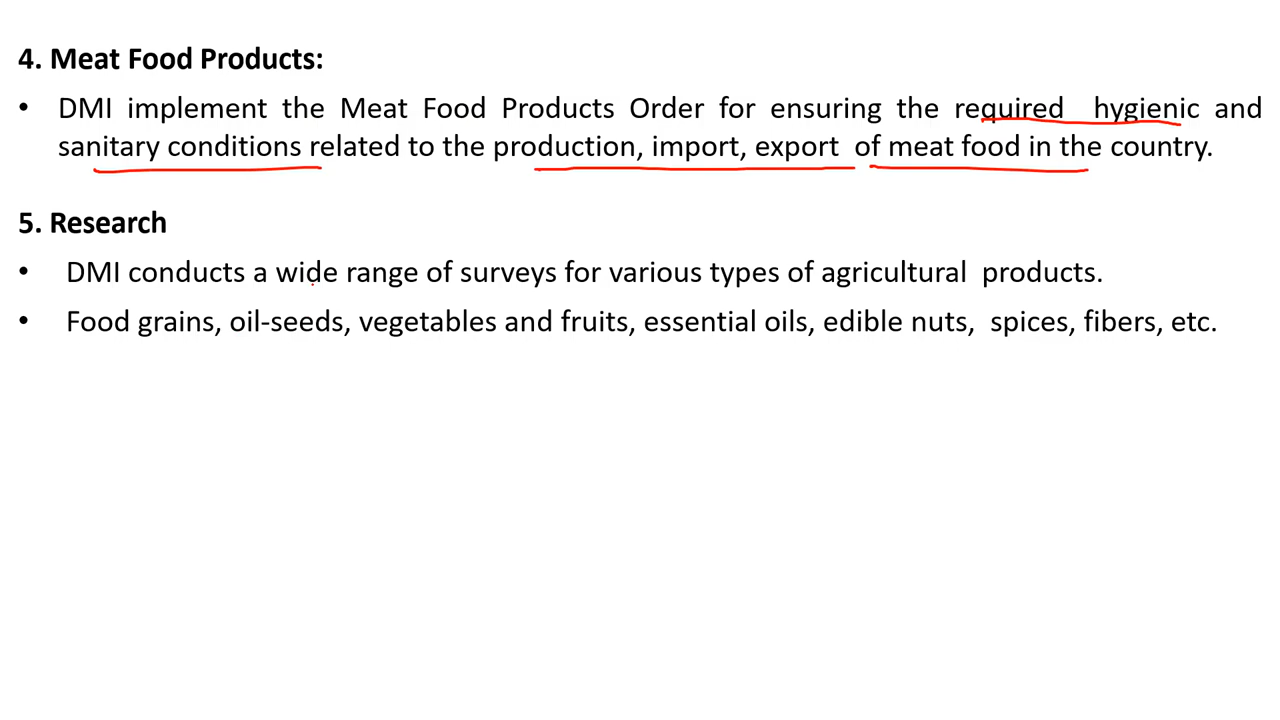 4. Meat Food Products:
• DMI implement the Meat Food Products Order for ensuring the required hygienic and
sanitary conditions related to the production, import, export of meat food in the country.
5. Research
• DMI conducts a wide range of surveys for various types of agricultural products.
• Food grains, oil-seeds, vegetables and fruits, essential oils, edible nuts, spices, fibers, etc.